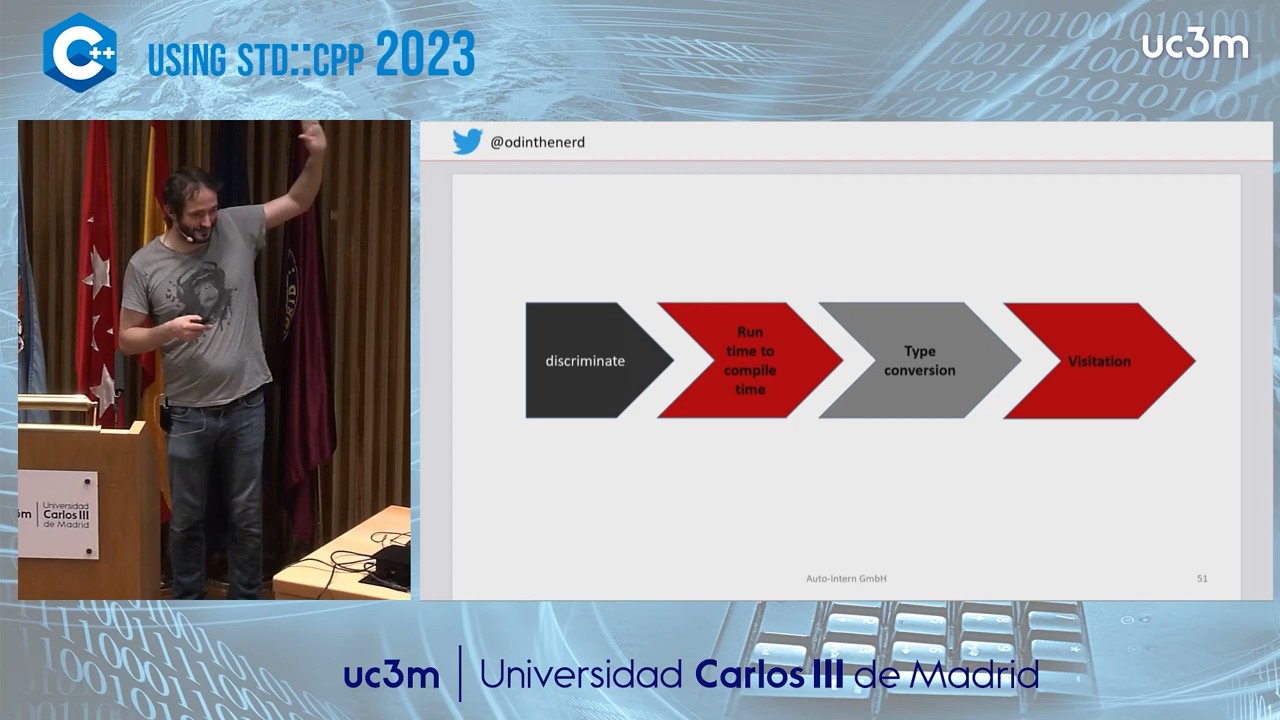 C++
USING STD::CPP 2023
uc3m
@odinthenerd
discriminate
Run
time to
compile
time
Type
conversion
Visitation
Auto-Intern GmbH
51
Universidad
Carlos III
de Madrid
uc3m | Universidad Carlos III de Madrid